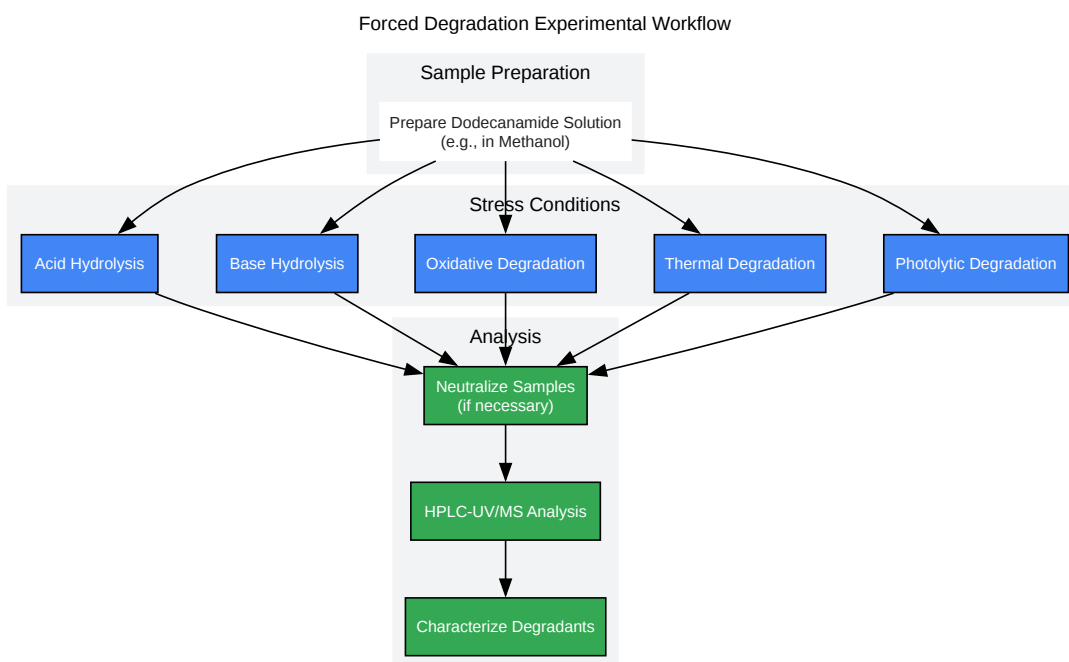 Forced Degradation Experimental Workflow
Sample Preparation
Prepare Dodecanamide Solution
(e.g., in Methanol)
Stress Conditions
Acid Hydrolysis
Base Hydrolysis
Oxidative Degradation
Thermal Degradation
Photolytic Degradation
Analysis
Neutralize Samples
(if necessary)
HPLC-UV/MS Analysis
Characterize Degradants